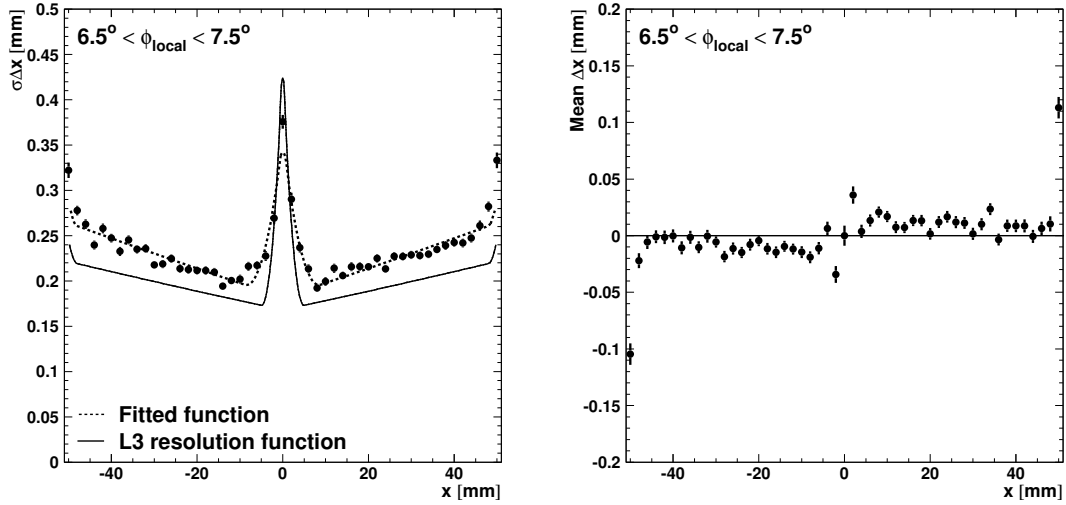 σΔx [mm]
6.5° < ϕlocal < 7.5°
0.5
0.45
0.4
0.35
0.3
0.25
0.2
0.15
0.1
0.05
0
Fitted function
L3 resolution function
-40 -20 0 20 40
x [mm]
Mean Δx [mm]
6.5° < ϕlocal < 7.5°
0.2
0.15
0.1
0.05
0
-0.05
-0.1
-0.15
-0.2
-40 -20 0 20 40
x [mm]